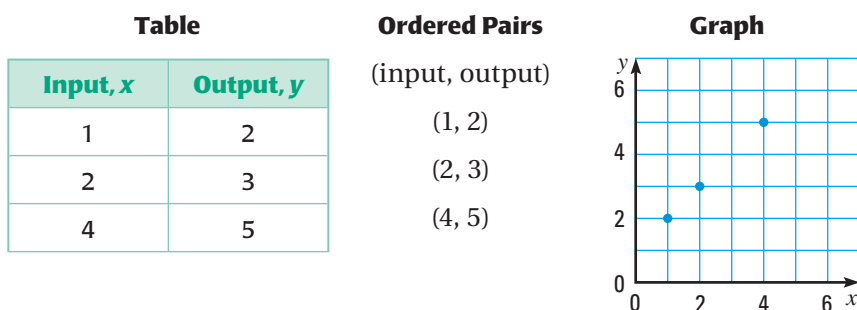 Table
Input, x Output, y
1 2
2 3
4 5
Ordered Pairs
(input, output)
(1, 2)
(2, 3)
(4, 5)
Graph
y
6
4
2
0
0 2 4 6 x